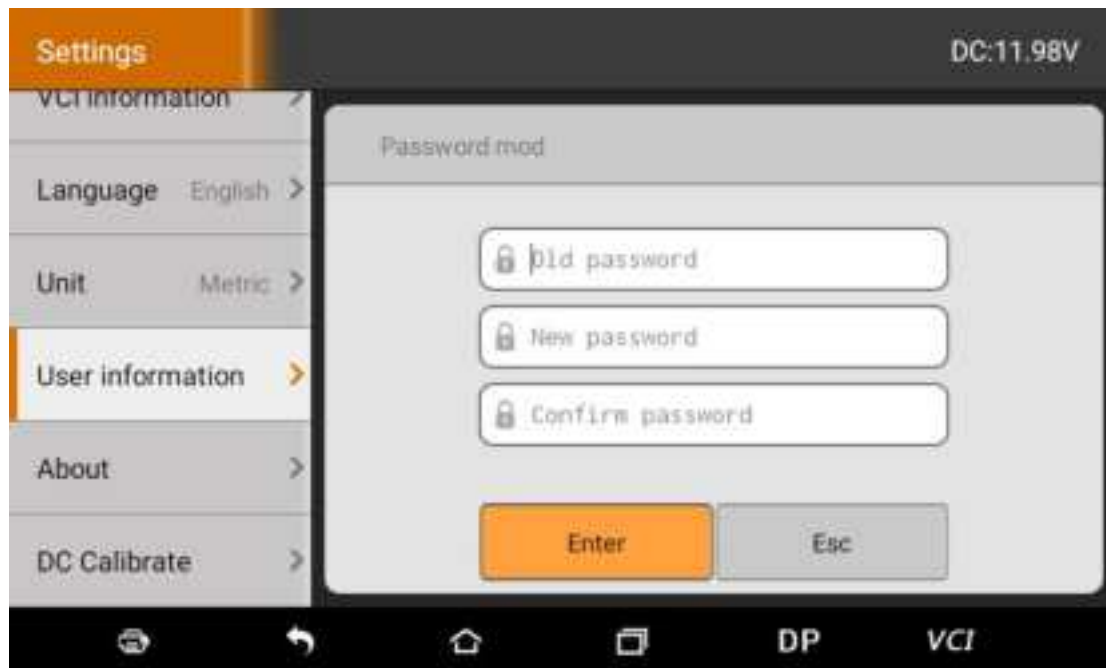 Settings
DC:11.98V
VCI information
Language English
Unit Metric
User information
About
DC Calibrate
Password mod
Old password
New password
Confirm password
Enter
Esc
DP
VCI